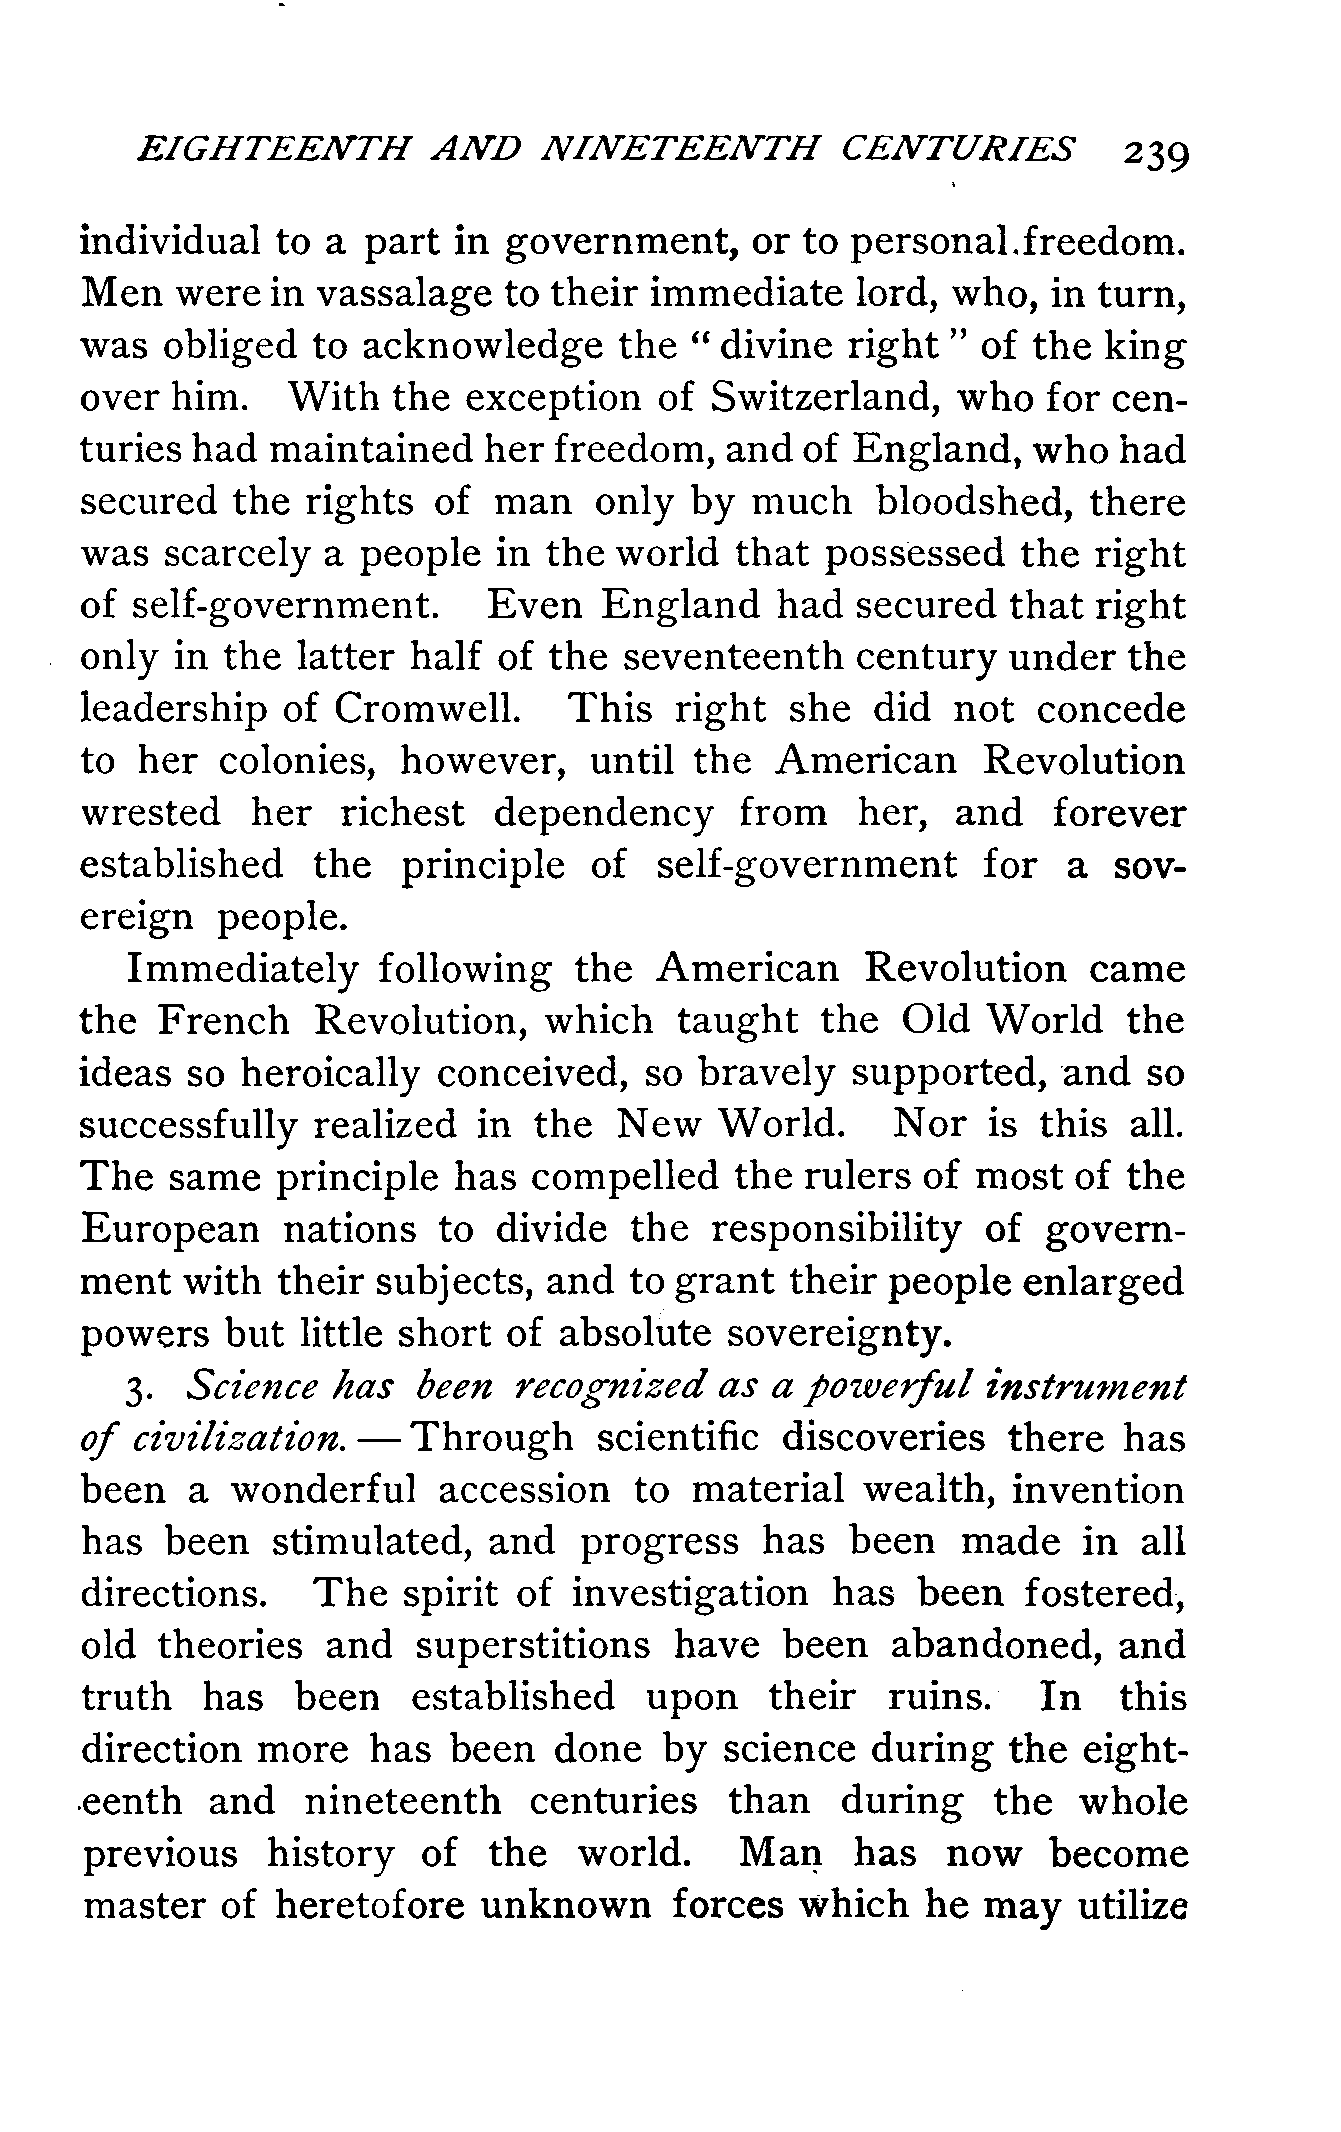 EIGHTEENTH AND NINETEENTH CENTURIES 239
individual to a part in government, or to personal freedom.
Men were in vassalage to their immediate lord, who, in turn,
was obliged to acknowledge the " divine right " of the king
over him. With the exception of Switzerland, who for cen-
turies had maintained her freedom, and of England, who had
secured the rights of man only by much bloodshed, there
was scarcely a people in the world that possessed the right
of self-government. Even England had secured that right
only in the latter half of the seventeenth century under the
leadership of Cromwell. This right she did not concede
to her colonies, however, until the American Revolution
wrested her richest dependency from her, and forever
established the principle of self-government for a sov-
ereign people.
Immediately following the American Revolution came
the French Revolution, which taught the Old World the
ideas so heroically conceived, so bravely supported, and so
successfully realized in the New World. Nor is this all.
The same principle has compelled the rulers of most of the
European nations to divide the responsibility of govern-
ment with their subjects, and to grant their people enlarged
powers but little short of absolute sovereignty.
3. Science has been recognized as a powerful instrument
of civilization. — Through scientific discoveries there has
been a wonderful accession to material wealth, invention
has been stimulated, and progress has been made in all
directions. The spirit of investigation has been fostered,
old theories and superstitions have been abandoned, and
truth has been established upon their ruins. In this
direction more has been done by science during the eight-
eenth and nineteenth centuries than during the whole
previous history of the world. Man has now become
master of heretofore unknown forces which he may utilize